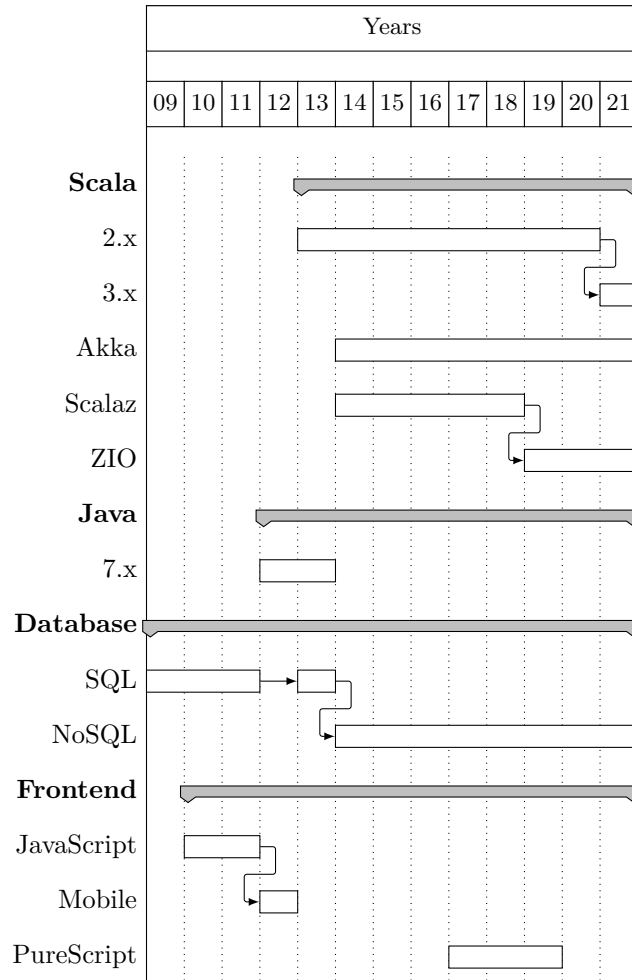 Years
09 10 11 12 13 14 15 16 17 18 19 20 21
Scala
2.x
3.x
Akka
Scalaz
ZIO
Java
7.x
Database
SQL
NoSQL
Frontend
JavaScript
Mobile
PureScript